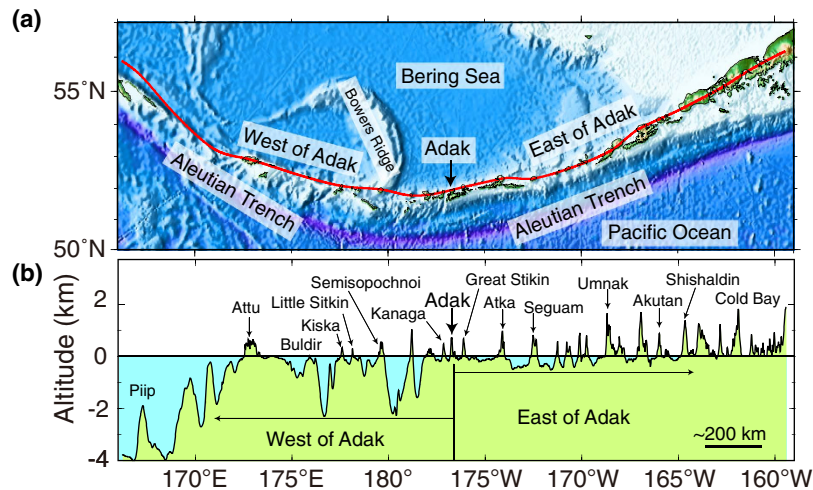 (a)
55˚N
50˚N
Bering Sea
Bowers Ridge
West of Adak
Adak
East of Adak
Aleutian Trench
Aleutian Trench
Pacific Ocean
(b)
Altitude (km)
2
0
-2
-4
Piip
Attu
Buldir
Little Sitkin
Kiska
Semisopochnoi
Kanaga
Adak
Great Stikin
Atka
Seguam
Umnak
Akutan
Shishaldin
Cold Bay
West of Adak
East of Adak
~200 km
170°E
175°E
180°
175°W
170°W
165°W
160°W